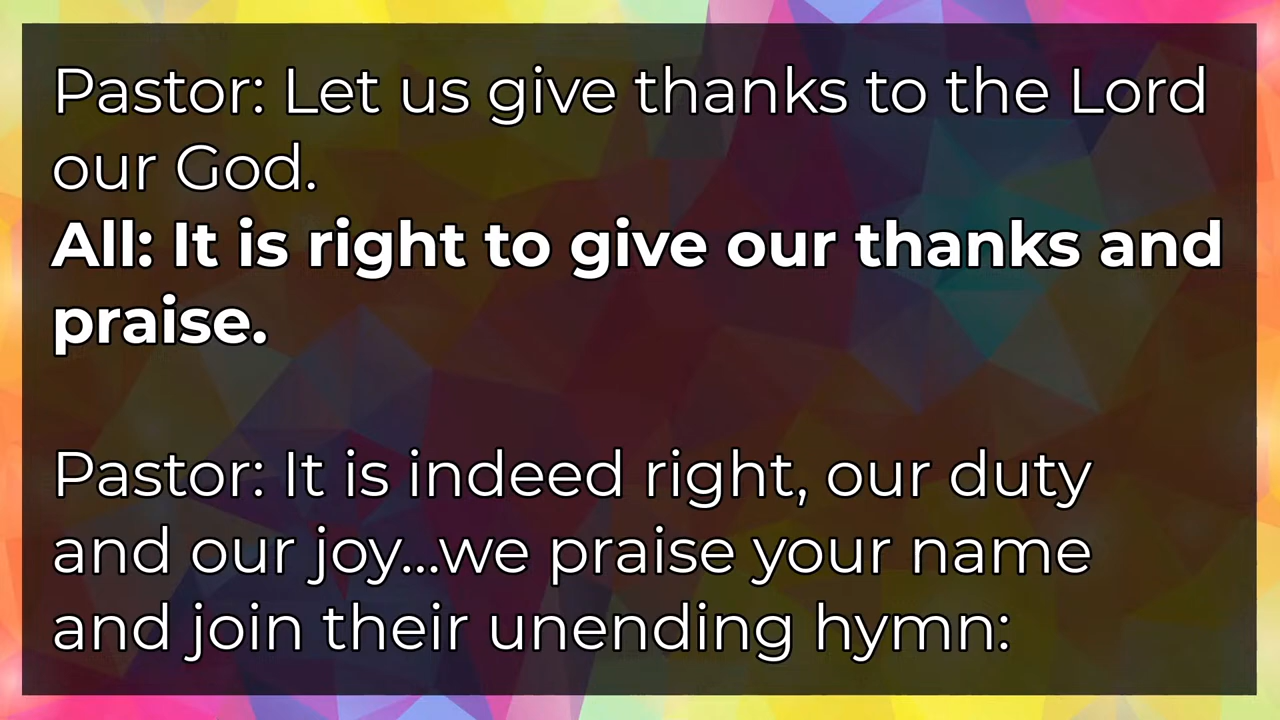 Pastor: Let us give thanks to the Lord
our God.
All: It is right to give our thanks and
praise.
Pastor: It is indeed right, our duty
and our joy...we praise your name
and join their unending hymn: